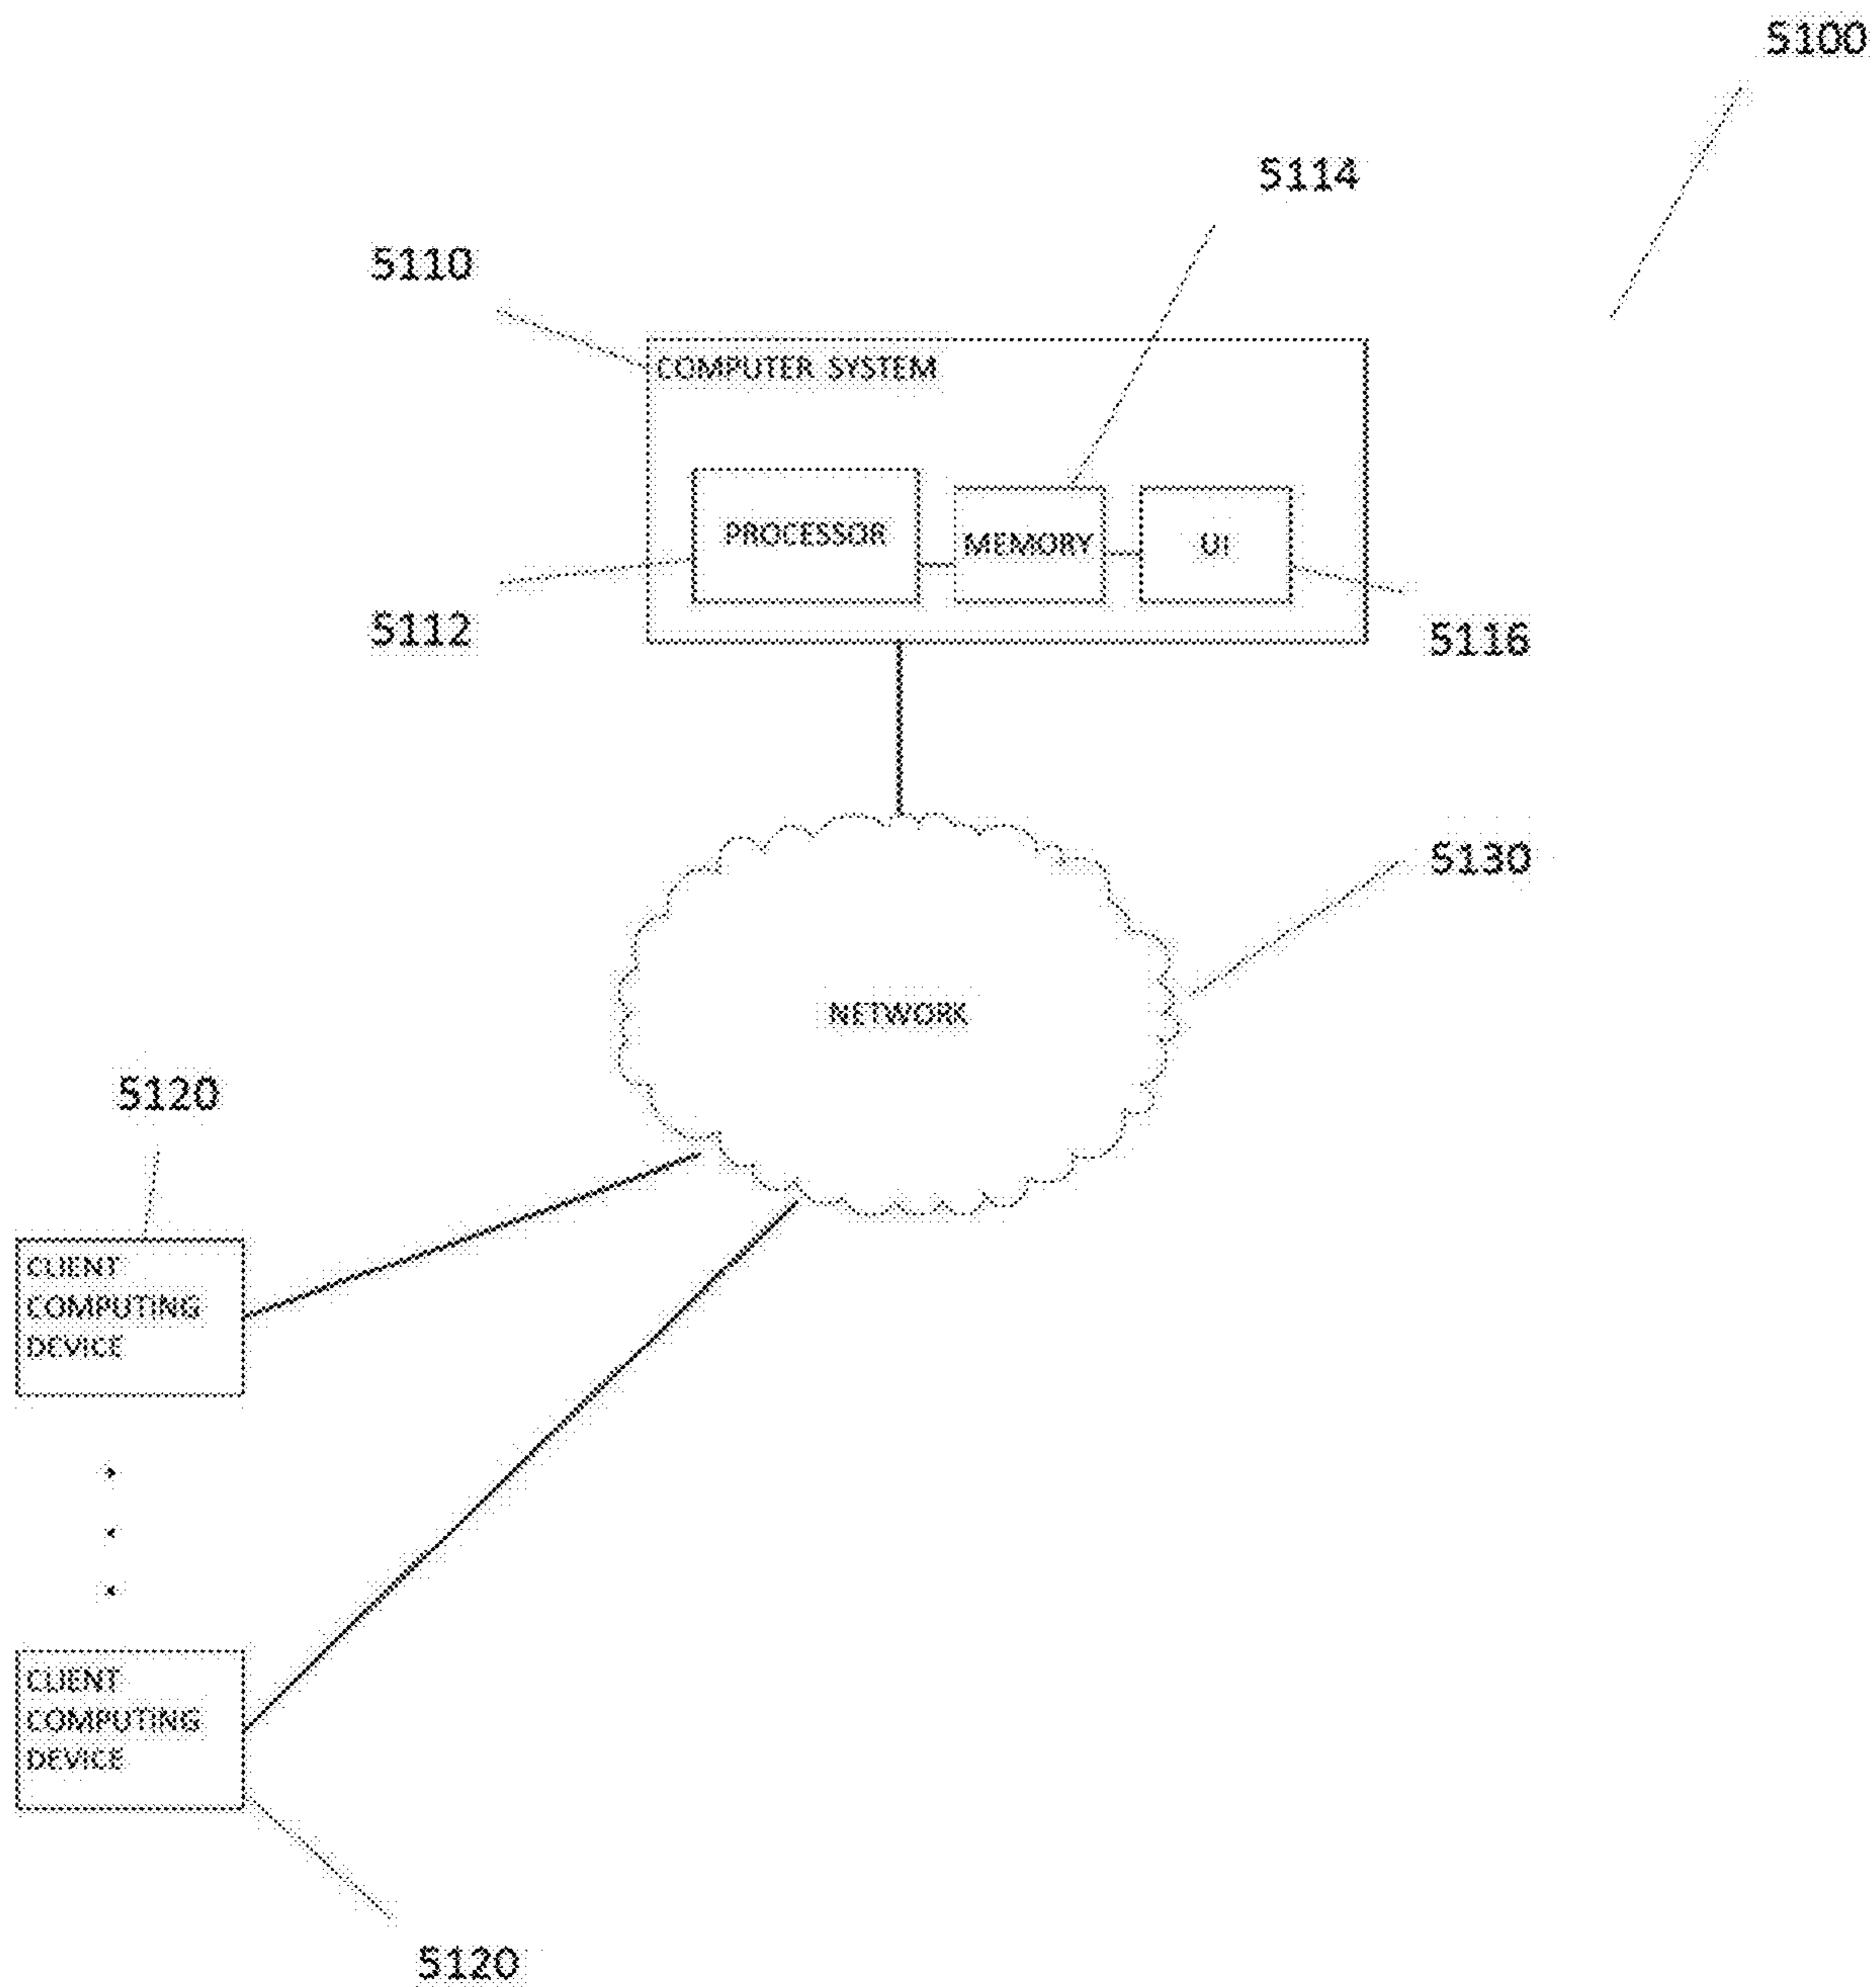 5100
5114
5110
COMPUTER SYSTEM
PROCESSOR
MEMORY
UI
5112
5116
5130
NETWORK
5120
CLIENT
COMPUTING
DEVICE
CLIENT
COMPUTING
DEVICE
5120